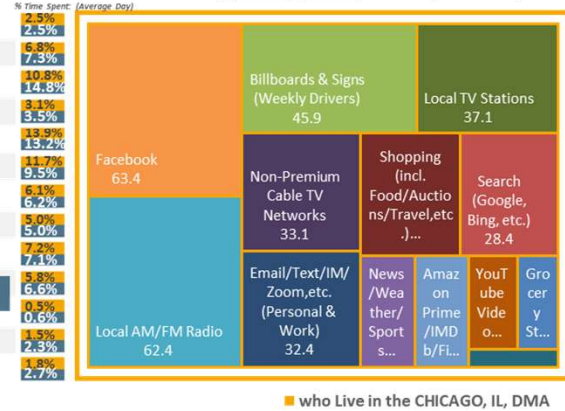 % Time Spent: (Average Day)
2.5%
2.5%
6.8%
7.3%
10.8%
14.8%
3.1%
3.5%
13.9%
13.2%
11.7%
9.5%
6.1%
6.2%
5.0%
5.0%
7.2%
7.1%
5.8%
6.6%
0.5%
0.6%
1.5%
2.3%
1.8%
2.7%
Facebook
63.4
Local AM/FM Radio
62.4
Billboards & Signs
(Weekly Drivers)
45.9
Local TV Stations
37.1
Non-Premium
Cable TV
Networks
33.1
Shopping
(incl.
Food/Auctio
ns/Travel,etc
.)...
Search
(Google,
Bing, etc.)
28.4
Email/Text/IM/
Zoom,etc.
(Personal &
Work)
32.4
News
/Wea
ther/
Sport
s...
Amaz
on
Prime
/IMD
b/Fi...
YouT
ube
Vide
o...
Gro
cer
y
St...
who Live in the CHICAGO, IL, DMA